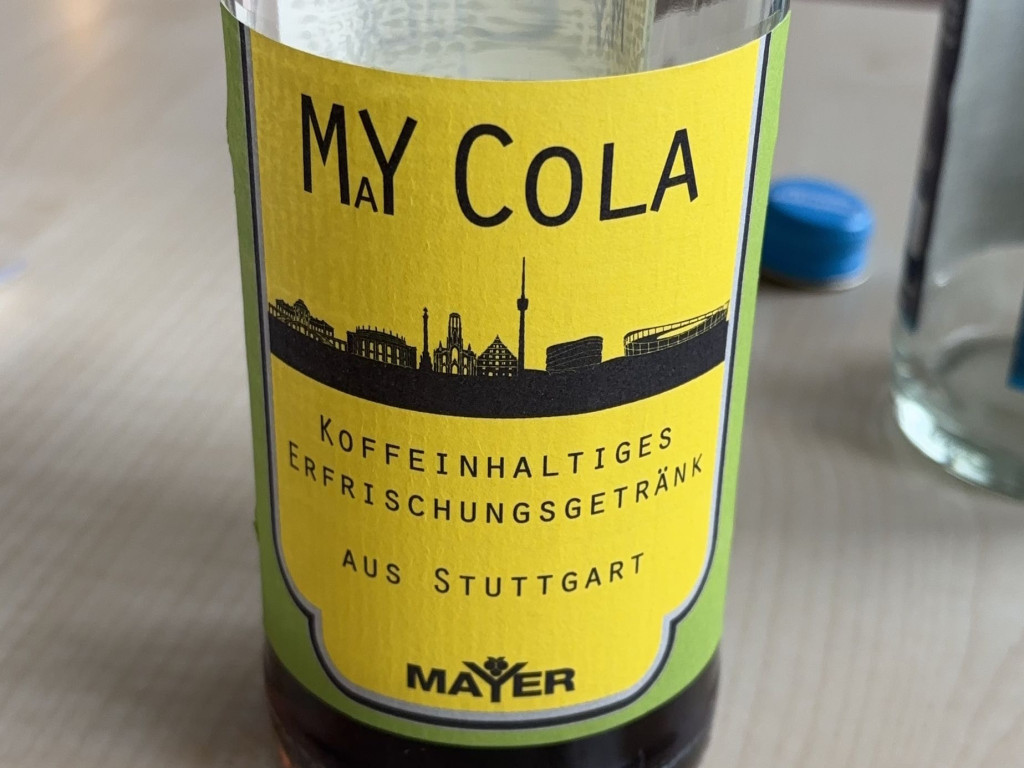 MaY COLA
KOFFEINHALTIGES
ERFRISCHUNGSGETRÄNK
AUS STUTTGART
MAYER